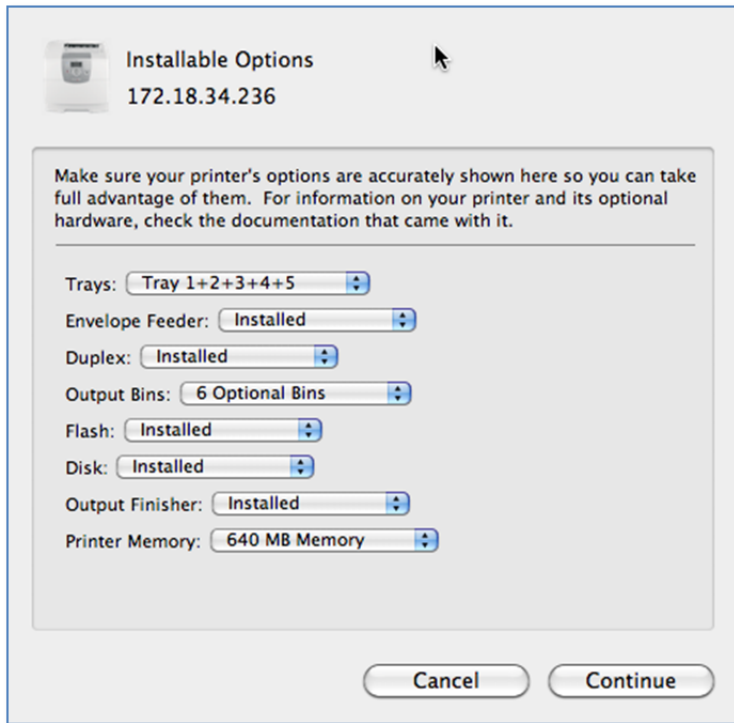 Installable Options
172.18.34.236
Make sure your printer's options are accurately shown here so you can take
full advantage of them.  For information on your printer and its optional
hardware, check the documentation that came with it.
Trays: Tray 1+2+3+4+5
Envelope Feeder: Installed
Duplex: Installed
Output Bins: 6 Optional Bins
Flash: Installed
Disk: Installed
Output Finisher: Installed
Printer Memory: 640 MB Memory
Cancel Continue